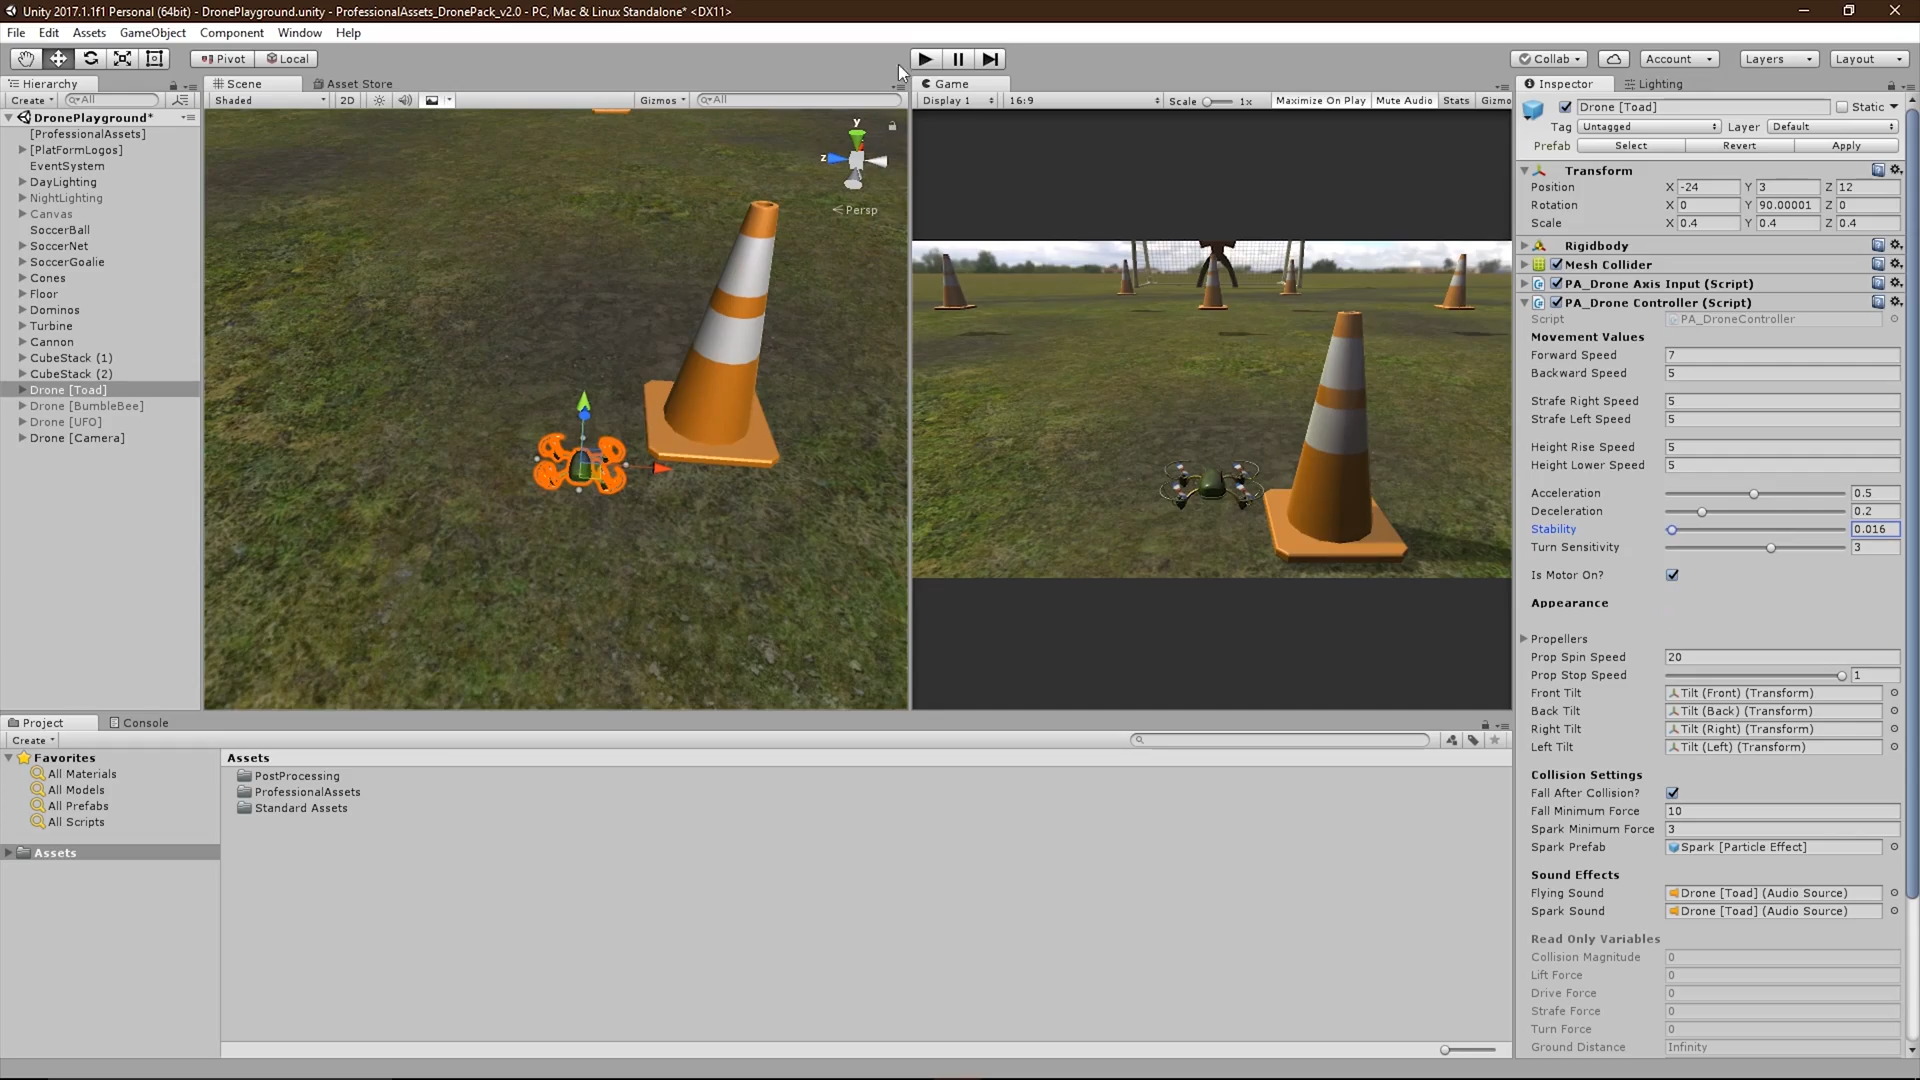 Unity 2017.1.1f1 Personal (64bit) - DronePlayground.unity - ProfessionalAssets_DronePack_v2.0 - PC, Mac & Linux Standalone* <DX11>
File Edit Assets GameObject Component Window Help
Pivot Local Collab Account Layers Layout
Hierarchy
Create All
DronePlayground*
[ProfessionalAssets]
[PlatFormLogos]
EventSystem
DayLighting
NightLighting
Canvas
SoccerBall
SoccerNet
SoccerGoalie
Cones
Floor
Dominos
Turbine
Cannon
CubeStack (1)
CubeStack (2)
Drone [Toad]
Drone [BumbleBee]
Drone [UFO]
Drone [Camera]
Scene Asset Store
Shaded 2D Gizmos All
y
z
Persp
Game
Display 1 16:9 Scale 1x Maximize On Play Mute Audio Stats Gizmo
Inspector Lighting
Drone [Toad] Static
Tag Untagged Layer Default
Prefab Select Revert Apply
Transform
Position X -24 Y 3 Z 12
Rotation X 0 Y 90.00001 Z 0
Scale X 0.4 Y 0.4 Z 0.4
Rigidbody
Mesh Collider
PA_Drone Axis Input (Script)
PA_Drone Controller (Script)
Script PA_DroneController
Movement Values
Forward Speed 7
Backward Speed 5
Strafe Right Speed 5
Strafe Left Speed 5
Height Rise Speed 5
Height Lower Speed 5
Acceleration 0.5
Deceleration 0.2
Stability 0.016
Turn Sensitivity 3
Is Motor On?
Appearance
Propellers
Prop Spin Speed 20
Prop Stop Speed 1
Front Tilt Tilt (Front) (Transform)
Back Tilt Tilt (Back) (Transform)
Right Tilt Tilt (Right) (Transform)
Left Tilt Tilt (Left) (Transform)
Collision Settings
Fall After Collision?
Fall Minimum Force 10
Spark Minimum Force 3
Spark Prefab Spark [Particle Effect]
Sound Effects
Flying Sound Drone [Toad] (Audio Source)
Spark Sound Drone [Toad] (Audio Source)
Read Only Variables
Collision Magnitude 0
Lift Force 0
Drive Force 0
Strafe Force 0
Turn Force 0
Ground Distance Infinity
Project Console
Create
Favorites
All Materials
All Models
All Prefabs
All Scripts
Assets
Assets
PostProcessing
ProfessionalAssets
Standard Assets